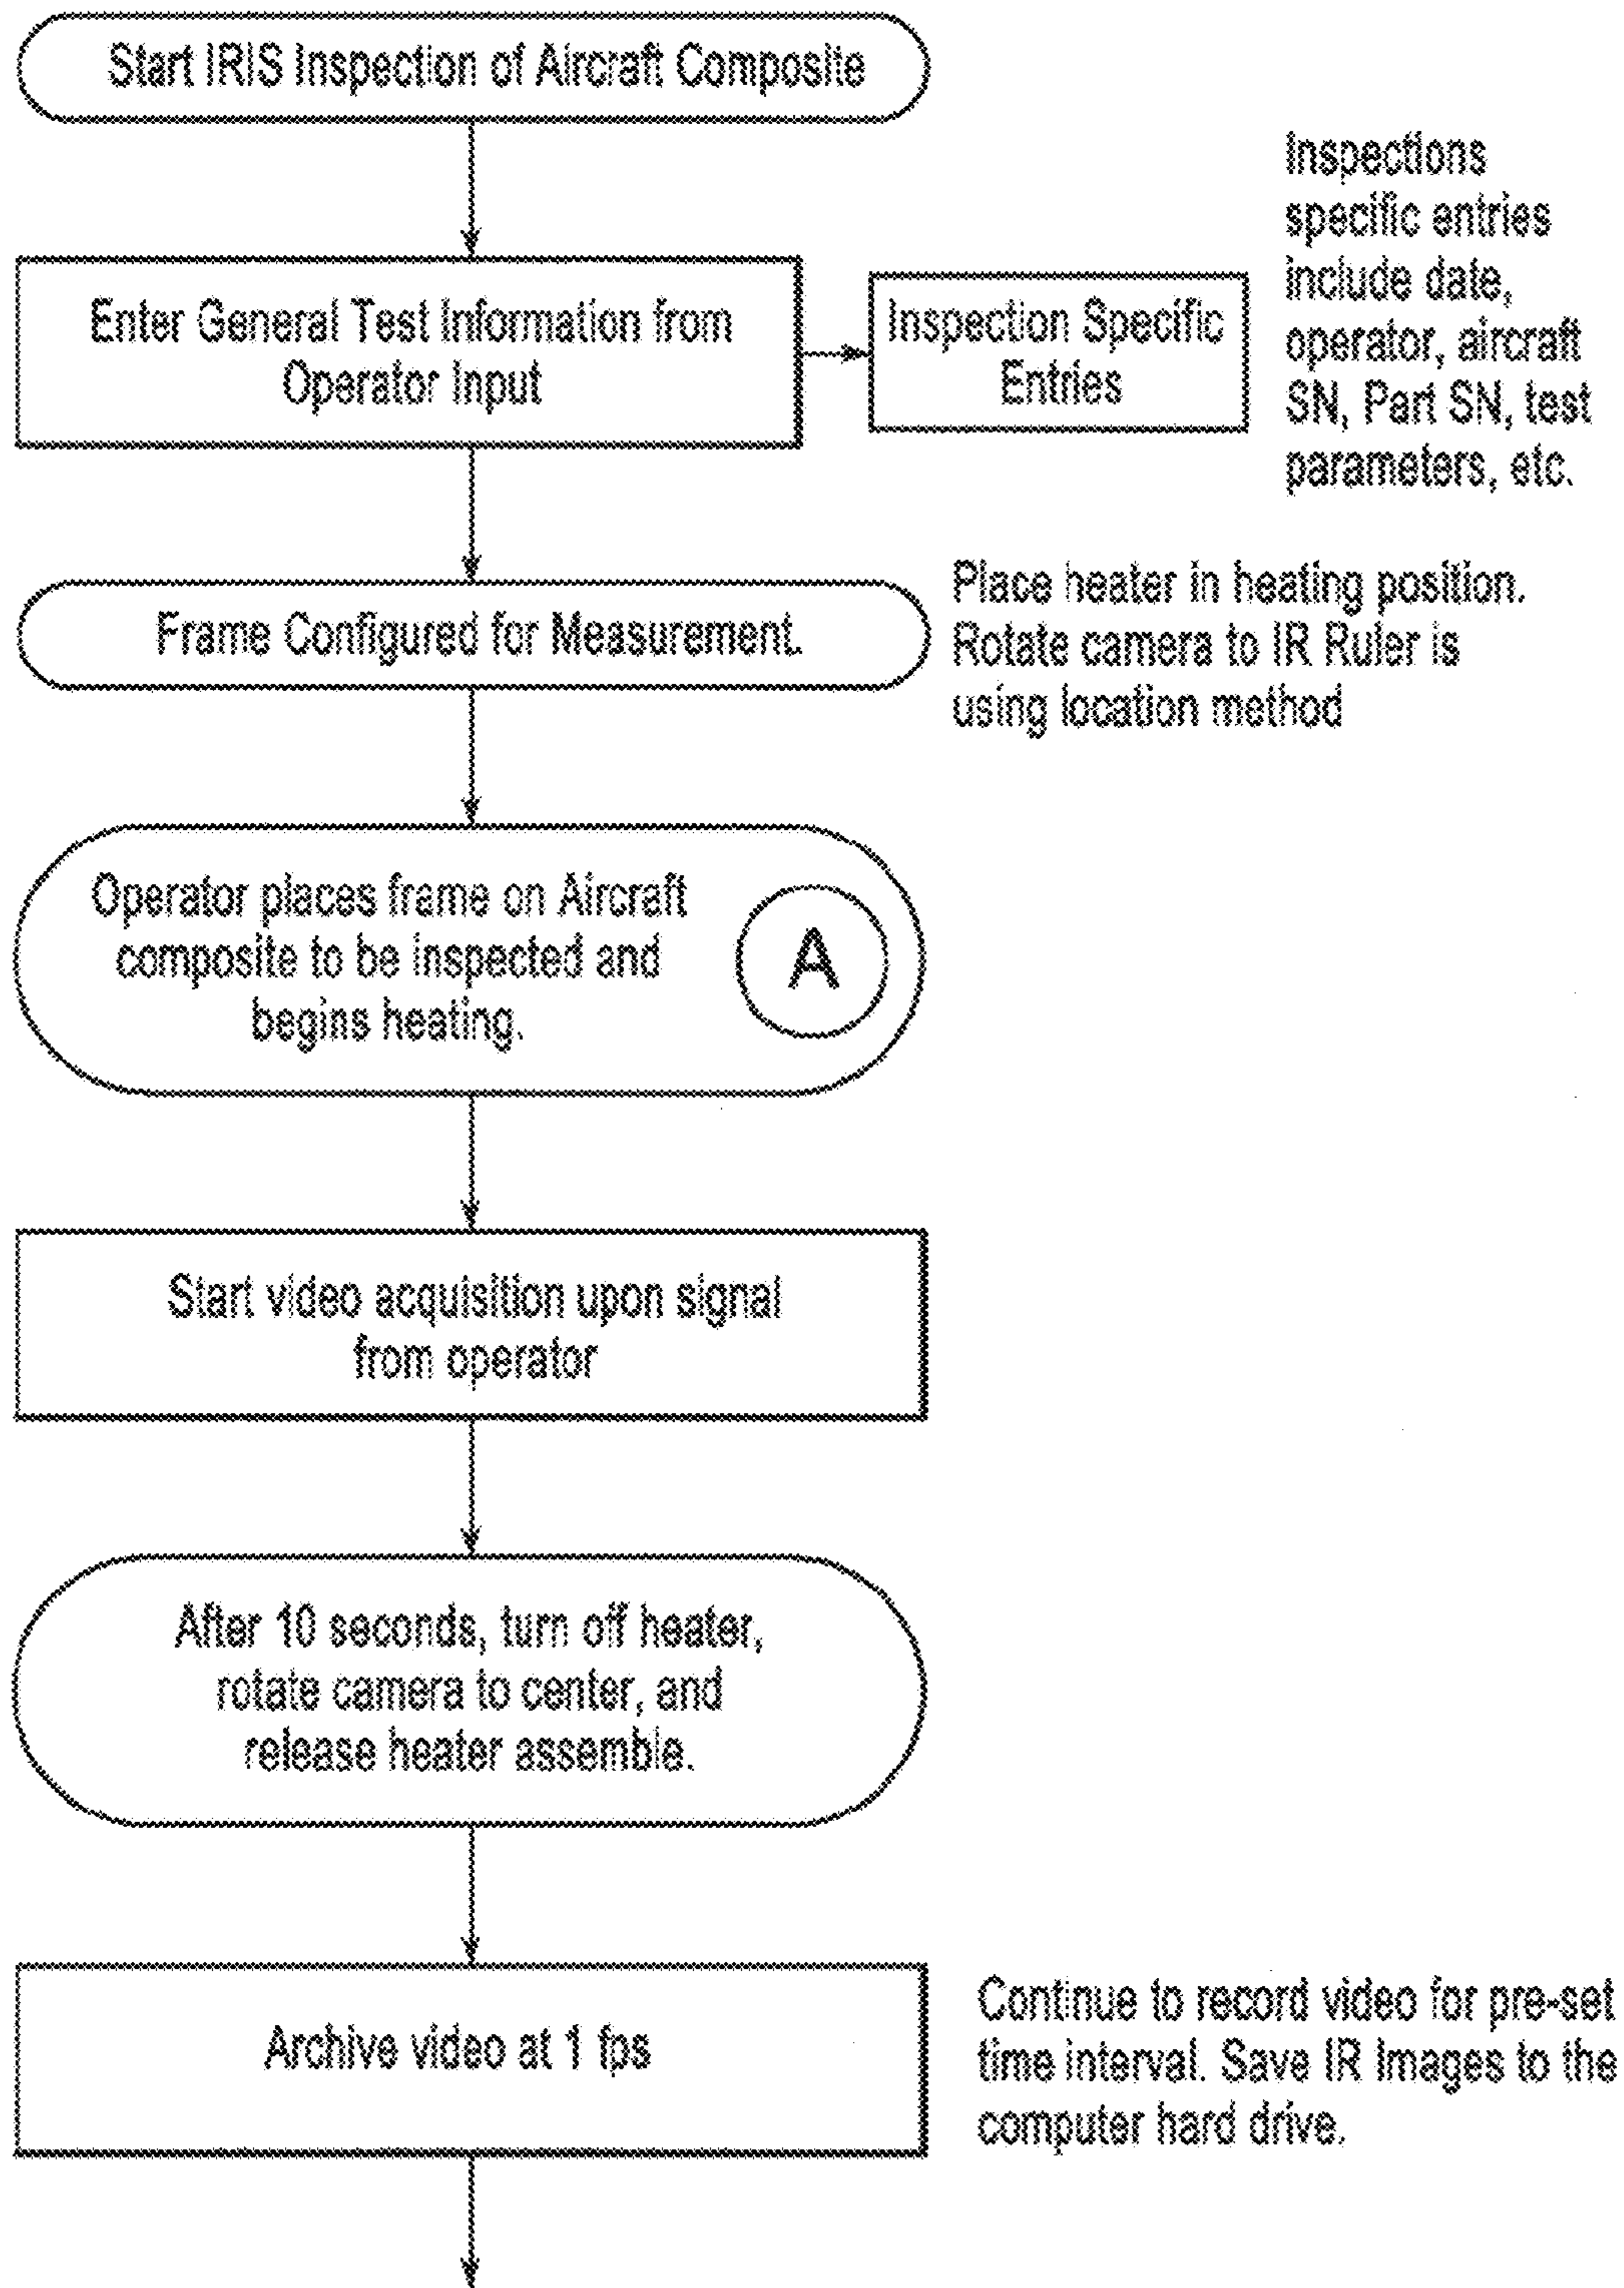 Start IRIS Inspection of Aircraft Composite
Enter General Test Information from
Operator Input
Inspection Specific
Entries
Inspections
specific entries
include date,
operator, aircraft
SN, Part SN, test
parameters, etc.
Frame Configured for Measurement.
Place heater in heating position.
Rotate camera to IR Ruler is
using location method
Operator places frame on Aircraft
composite to be inspected and
begins heating.
A
Start video acquisition upon signal
from operator
After 10 seconds, turn off heater,
rotate camera to center, and
release heater assemble.
Archive video at 1 fps
Continue to record video for pre-set
time interval. Save IR Images to the
computer hard drive.